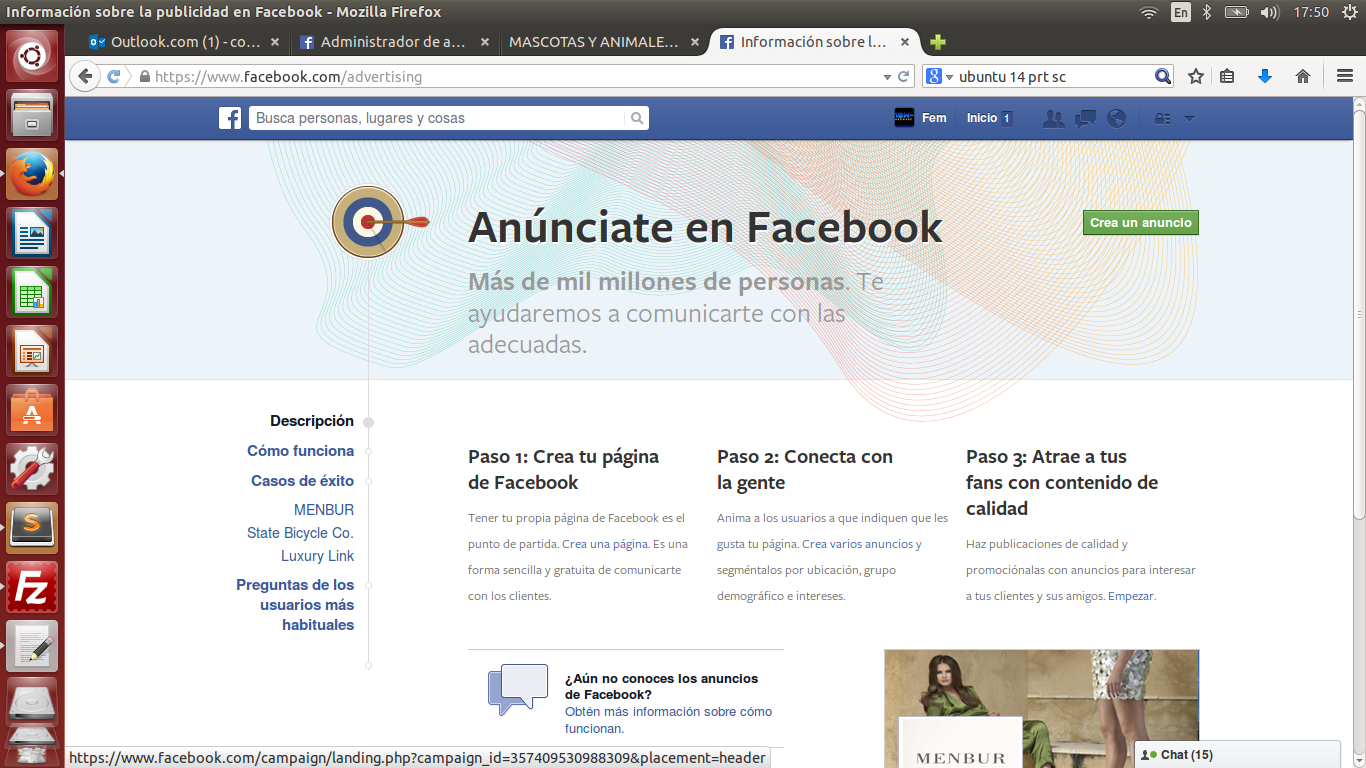 Información sobre la publicidad en Facebook - Mozilla Firefox
En
17:50
Outlook.com (1) - co...
Administrador de a...
MASCOTAS Y ANIMALE...
Información sobre l...
https://www.facebook.com/advertising
ubuntu 14 prt sc
Busca personas, lugares y cosas
Fem
Inicio 1
Anúnciate en Facebook
Crea un anuncio
Más de mil millones de personas. Te
ayudaremos a comunicarte con las
adecuadas.
Descripción
Cómo funciona
Casos de éxito
MENBUR
State Bicycle Co.
Luxury Link
Preguntas de los
usuarios más
habituales
Paso 1: Crea tu página
de Facebook
Tener tu propia página de Facebook es el
punto de partida. Crea una página. Es una
forma sencilla y gratuita de comunicarte
con los clientes.
Paso 2: Conecta con
la gente
Anima a los usuarios a que indiquen que les
gusta tu página. Crea varios anuncios y
segméntalos por ubicación, grupo
demográfico e intereses.
Paso 3: Atrae a tus
fans con contenido de
calidad
Haz publicaciones de calidad y
promociónalas con anuncios para interesar
a tus clientes y sus amigos. Empezar.
¿Aún no conoces los anuncios
de Facebook?
Obtén más información sobre cómo
funcionan.
MENBUR
Chat (15)
https://www.facebook.com/campaign/landing.php?campaign_id=357409530988309&placement=header